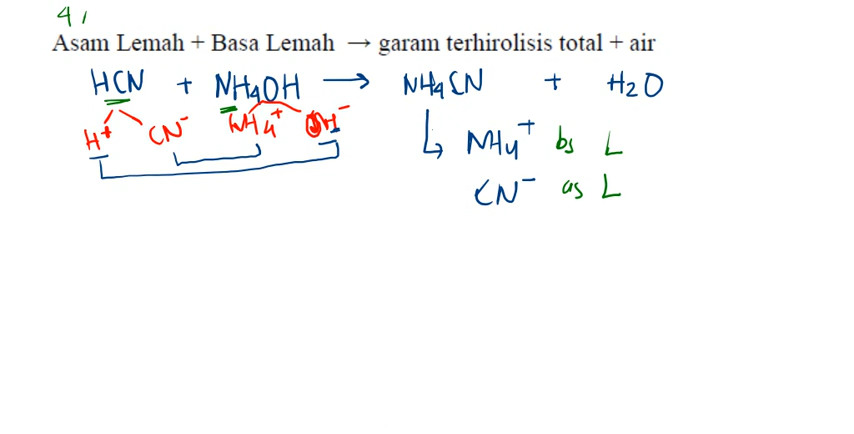 4,
Asam Lemah + Basa Lemah → garam terhirolisis total + air
HCN + NH4OH → NH4CN + H2O
H+ CN- NH4+ OH-
↳ NH4+ bs L
CN- as L